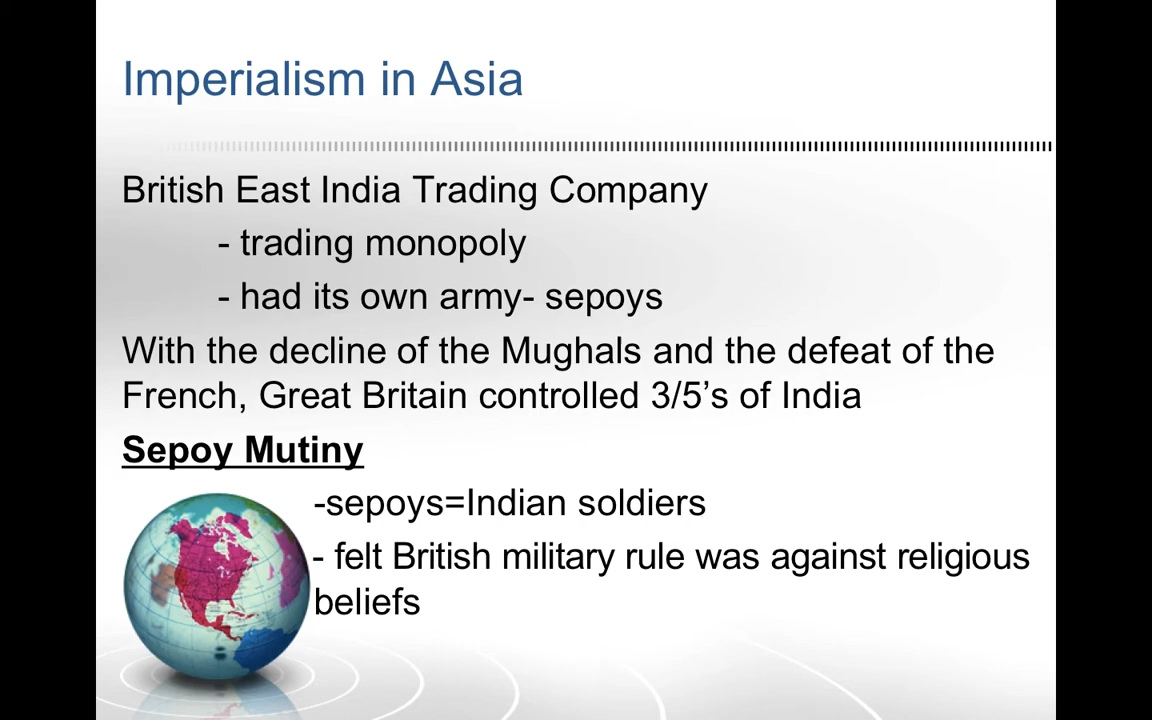 Imperialism in Asia
British East India Trading Company
- trading monopoly
- had its own army- sepoys
With the decline of the Mughals and the defeat of the
French, Great Britain controlled 3/5’s of India
Sepoy Mutiny
-sepoys=Indian soldiers
- felt British military rule was against religious
beliefs